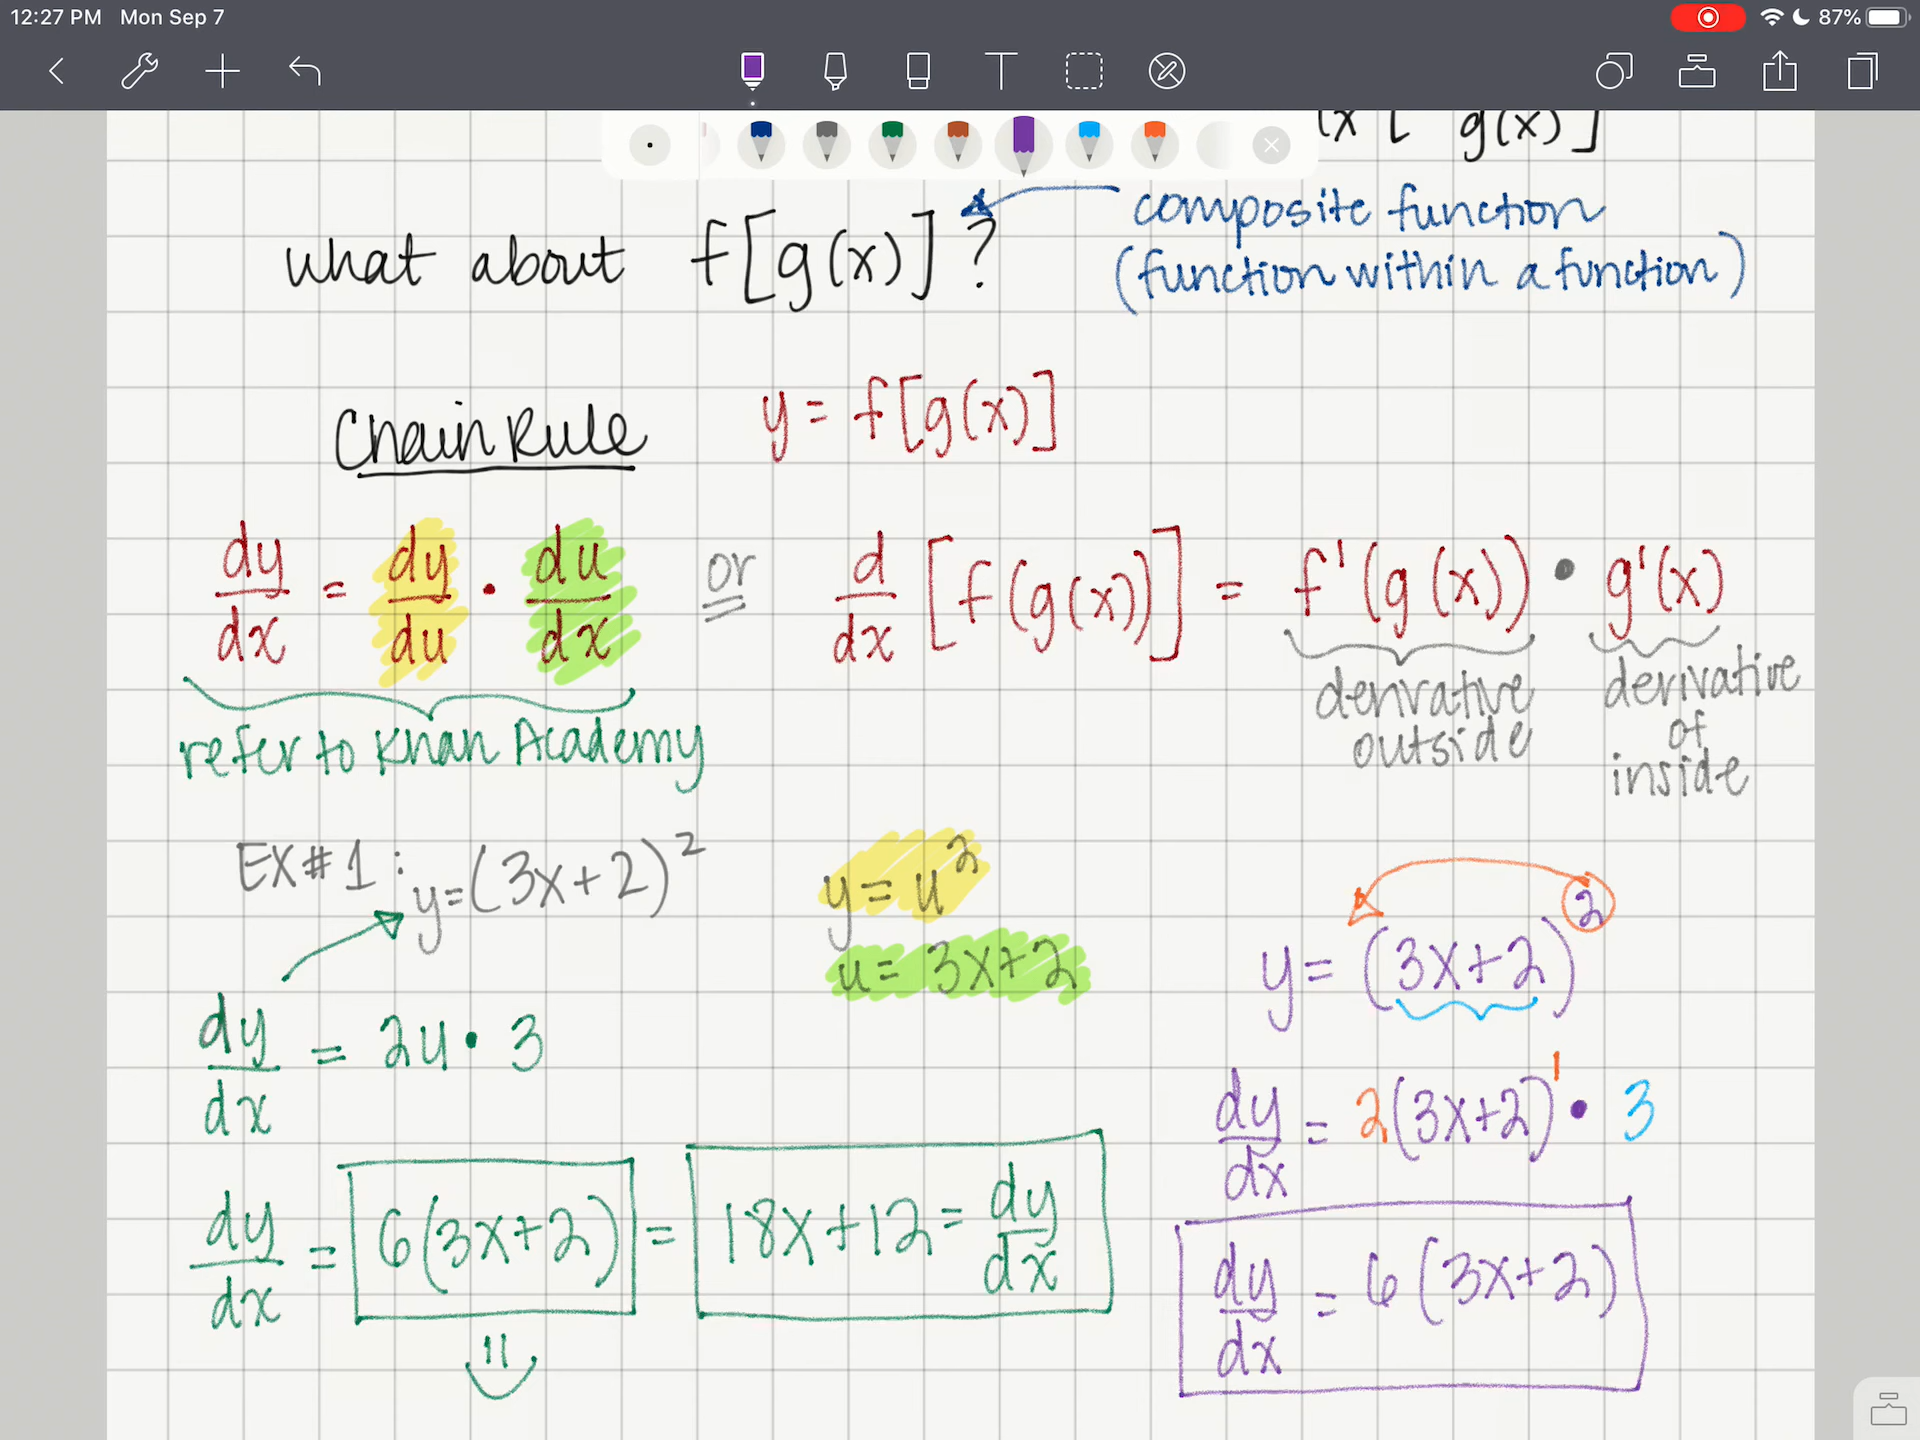 12:27 PM Mon Sep 7
87%
g(x)]
what about f[g(x)]?
composite function
(function within a function)
Chain Rule
y = f[g(x)]
dy/dx = dy/du • du/dx or d/dx [f(g(x))] = f'(g(x)) • g'(x)
refer to Khan Academy
derivative outside
derivative of inside
EX#1: y=(3x+2)²
y = u²
u = 3x+2
dy/dx = 2u • 3
dy/dx = 6(3x+2) = 18x+12 = dy/dx
y = (3x+2)²
dy/dx = 2(3x+2)¹ • 3
dy/dx = 6(3x+2)